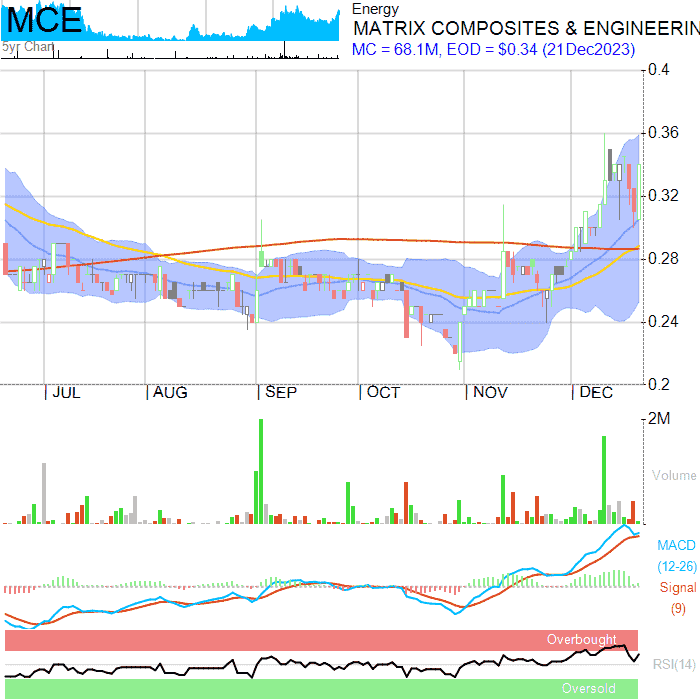 MCE
5yr Chart
Energy
MATRIX COMPOSITES & ENGINEERIN
MC = 68.1M, EOD = $0.34 (21Dec2023)
0.4
0.36
0.32
0.28
0.24
0.2
JUL
AUG
SEP
OCT
NOV
DEC
2M
Volume
MACD
(12-26)
Signal
(9)
Overbought
RSI(14)
Oversold